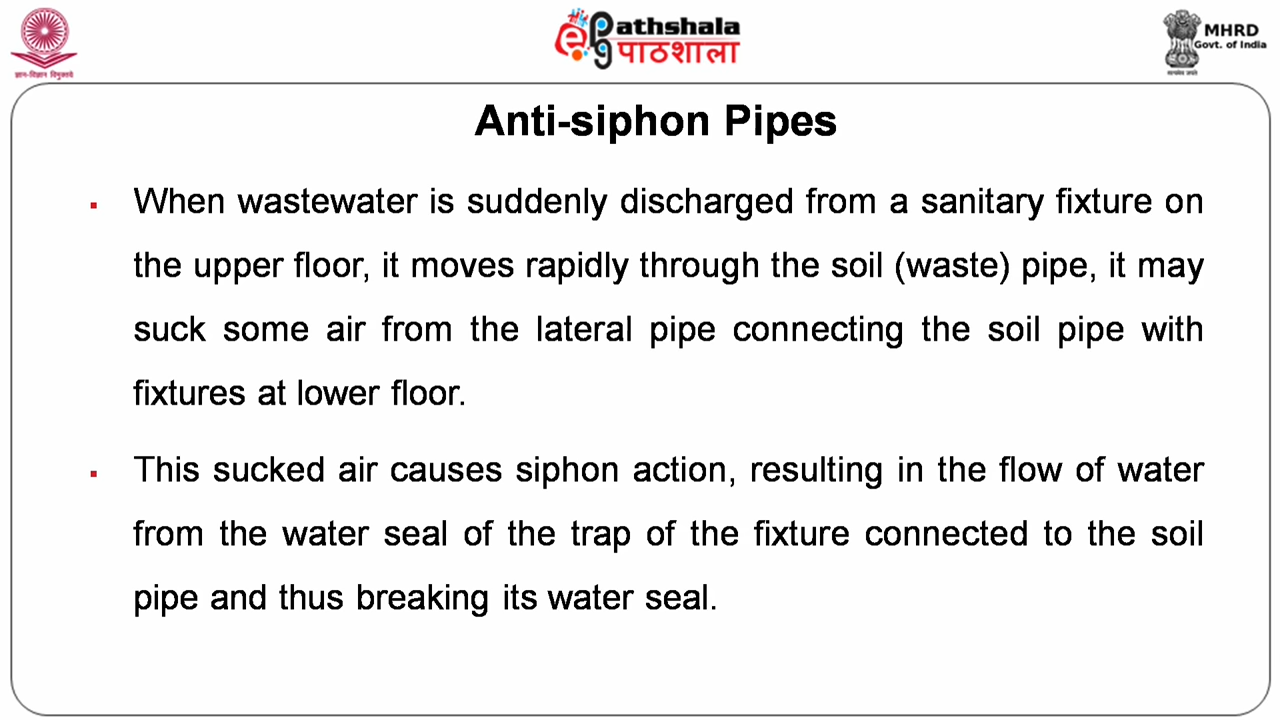 ज्ञान-विज्ञान विमुक्तये
ePathshala
पाठशाला
MHRD
Govt. of India
सत्यमेव जयते
Anti-siphon Pipes
▪ When wastewater is suddenly discharged from a sanitary fixture on
the upper floor, it moves rapidly through the soil (waste) pipe, it may
suck some air from the lateral pipe connecting the soil pipe with
fixtures at lower floor.
▪ This sucked air causes siphon action, resulting in the flow of water
from the water seal of the trap of the fixture connected to the soil
pipe and thus breaking its water seal.